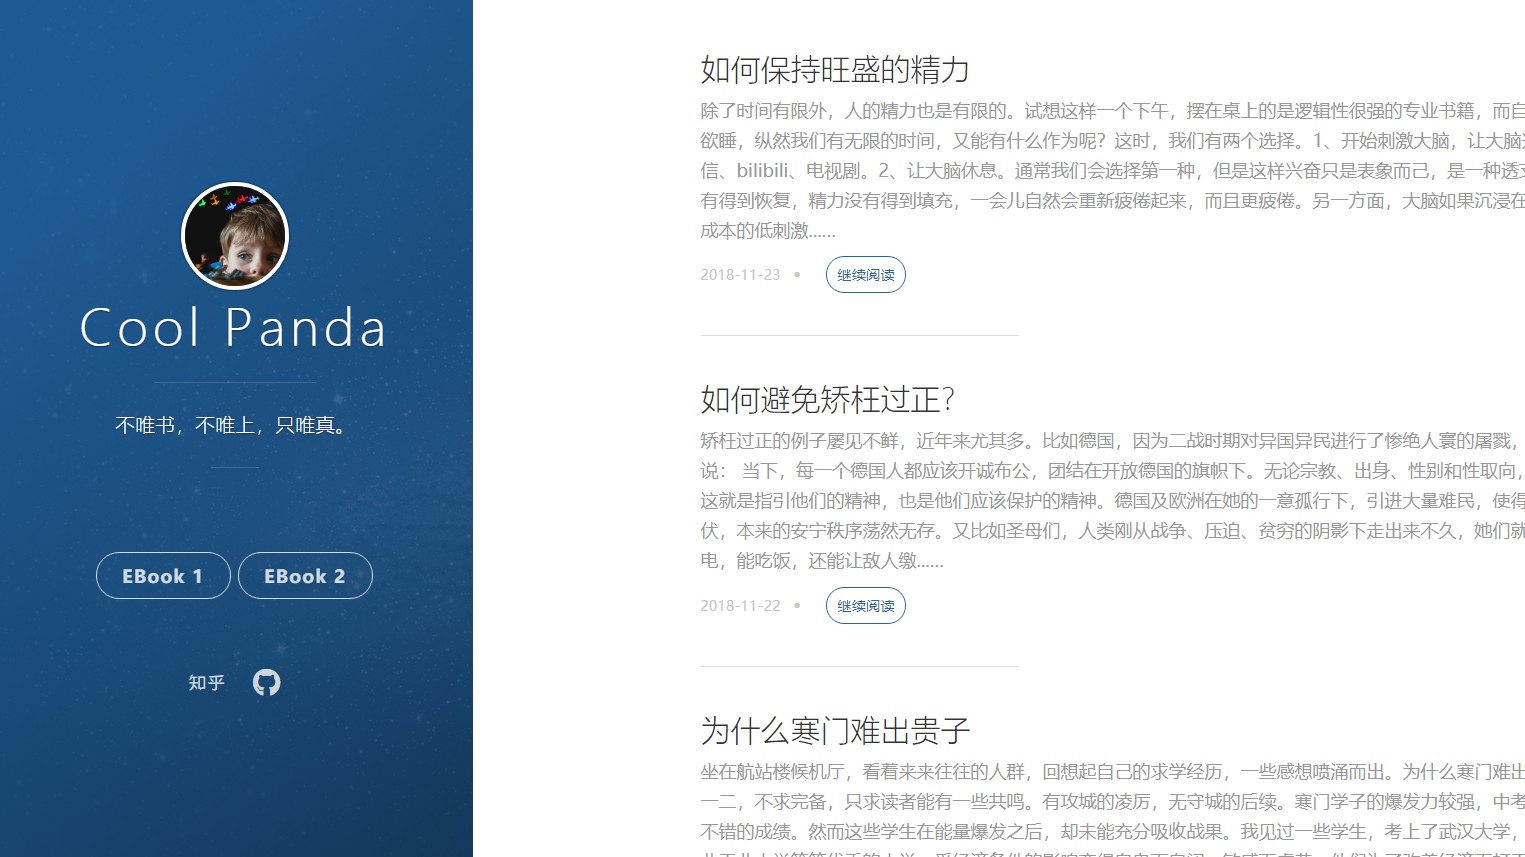 Cool Panda
不唯书，不唯上，只唯真。
EBook 1
EBook 2
知乎
如何保持旺盛的精力
除了时间有限外，人的精力也是有限的。试想这样一个下午，摆在桌上的是逻辑性很强的专业书籍，而自
欲睡，纵然我们有无限的时间，又能有什么作为呢？这时，我们有两个选择。1、开始刺激大脑，让大脑
信、bilibili、电视剧。2、让大脑休息。通常我们会选择第一种，但是这样兴奋只是表象而己，是一种透支
有得到恢复，精力没有得到填充，一会儿自然会重新疲倦起来，而且更疲倦。另一方面，大脑如果沉浸在
成本的低刺激......
2018-11-23 •
继续阅读
如何避免矫枉过正？
矫枉过正的例子屡见不鲜，近年来尤其多。比如德国，因为二战时期对异国异民进行了惨绝人寰的屠戮，
说： 当下，每一个德国人都应该开诚布公，团结在开放德国的旗帜下。无论宗教、出身、性别和性取向，
这就是指引他们的精神，也是他们应该保护的精神。德国及欧洲在她的一意孤行下，引进大量难民，使得
伏，本来的安宁秩序荡然无存。又比如圣母们，人类刚从战争、压迫、贫穷的阴影下走出来不久，她们就
电，能吃饭，还能让敌人缴......
2018-11-22 •
继续阅读
为什么寒门难出贵子
坐在航站楼候机厅，看着来来往往的人群，回想起自己的求学经历，一些感想喷涌而出。为什么寒门难出
一二，不求完备，只求读者能有一些共鸣。有攻城的凌厉，无守城的后续。寒门学子的爆发力较强，中考
不错的成绩。然而这些学生在能量爆发之后，却未能充分吸收战果。我见过一些学生，考上了武汉大学，